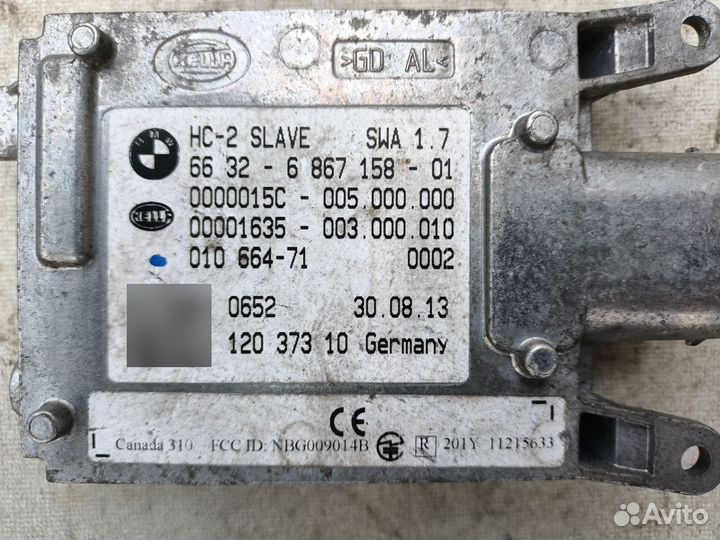 HELLA >GD AL<
BMW HC-2 SLAVE SWA 1.7
66 32 - 6 867 158 - 01
0000015C - 005.000.000
HELLA 00001635 - 003.000.010
010 664-71 0002
0652 30.08.13
120 373 10 Germany
CE
Canada 310 FCC ID: NBG009014B R 201Y 11215633
Avito